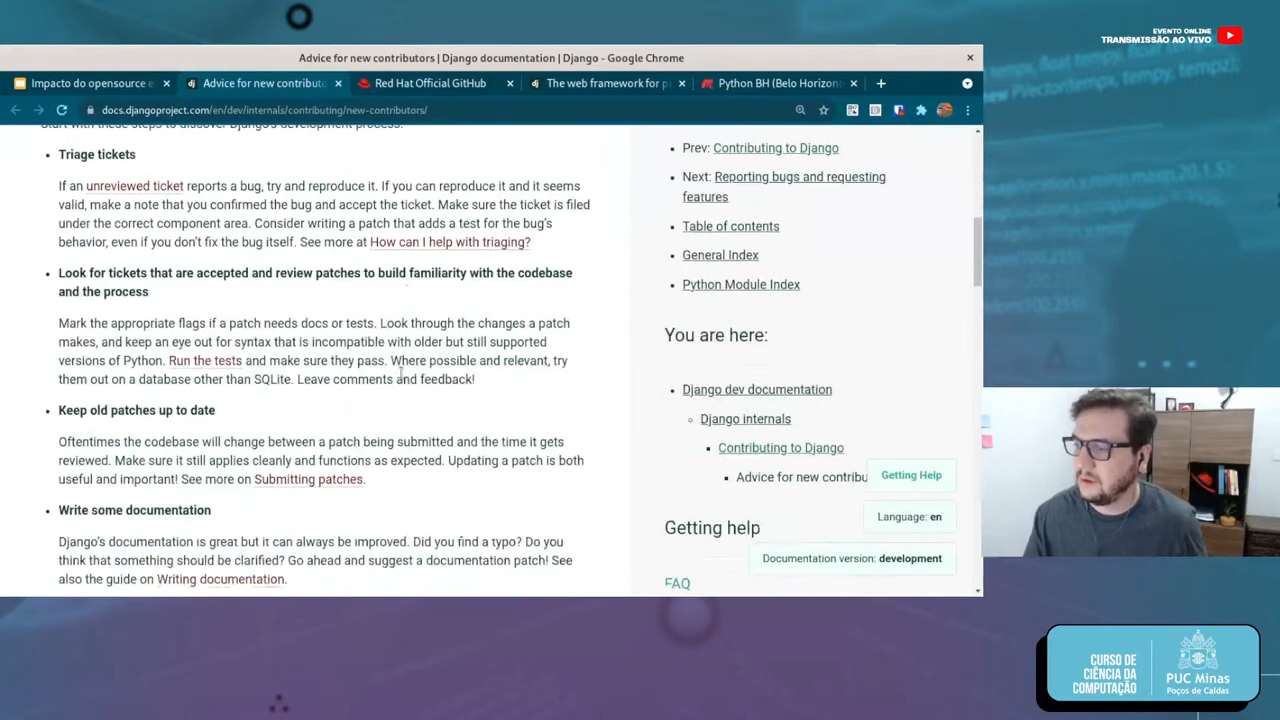 EVENTO ONLINE
TRANSMISSÃO AO VIVO
Advice for new contributors | Django documentation | Django - Google Chrome
Impacto do opensource e
Advice for new contribut
Red Hat Official GitHub
The web framework for p
Python BH (Belo Horizont
docs.djangoproject.com/en/dev/internals/contributing/new-contributors/
Start with these steps to discover Django's development process.
Triage tickets
If an unreviewed ticket reports a bug, try and reproduce it. If you can reproduce it and it seems
valid, make a note that you confirmed the bug and accept the ticket. Make sure the ticket is filed
under the correct component area. Consider writing a patch that adds a test for the bug's
behavior, even if you don't fix the bug itself. See more at How can I help with triaging?
Look for tickets that are accepted and review patches to build familiarity with the codebase
and the process
Mark the appropriate flags if a patch needs docs or tests. Look through the changes a patch
makes, and keep an eye out for syntax that is incompatible with older but still supported
versions of Python. Run the tests and make sure they pass. Where possible and relevant, try
them out on a database other than SQLite. Leave comments and feedback!
Keep old patches up to date
Oftentimes the codebase will change between a patch being submitted and the time it gets
reviewed. Make sure it still applies cleanly and functions as expected. Updating a patch is both
useful and important! See more on Submitting patches.
Write some documentation
Django's documentation is great but it can always be improved. Did you find a typo? Do you
think that something should be clarified? Go ahead and suggest a documentation patch! See
also the guide on Writing documentation.
Prev: Contributing to Django
Next: Reporting bugs and requesting
features
Table of contents
General Index
Python Module Index
You are here:
Django dev documentation
Django internals
Contributing to Django
Advice for new contribu
Getting Help
Language: en
Getting help
Documentation version: development
FAQ
CURSO DE
CIÊNCIA DA
COMPUTAÇÃO
PUC Minas
Poços de Caldas